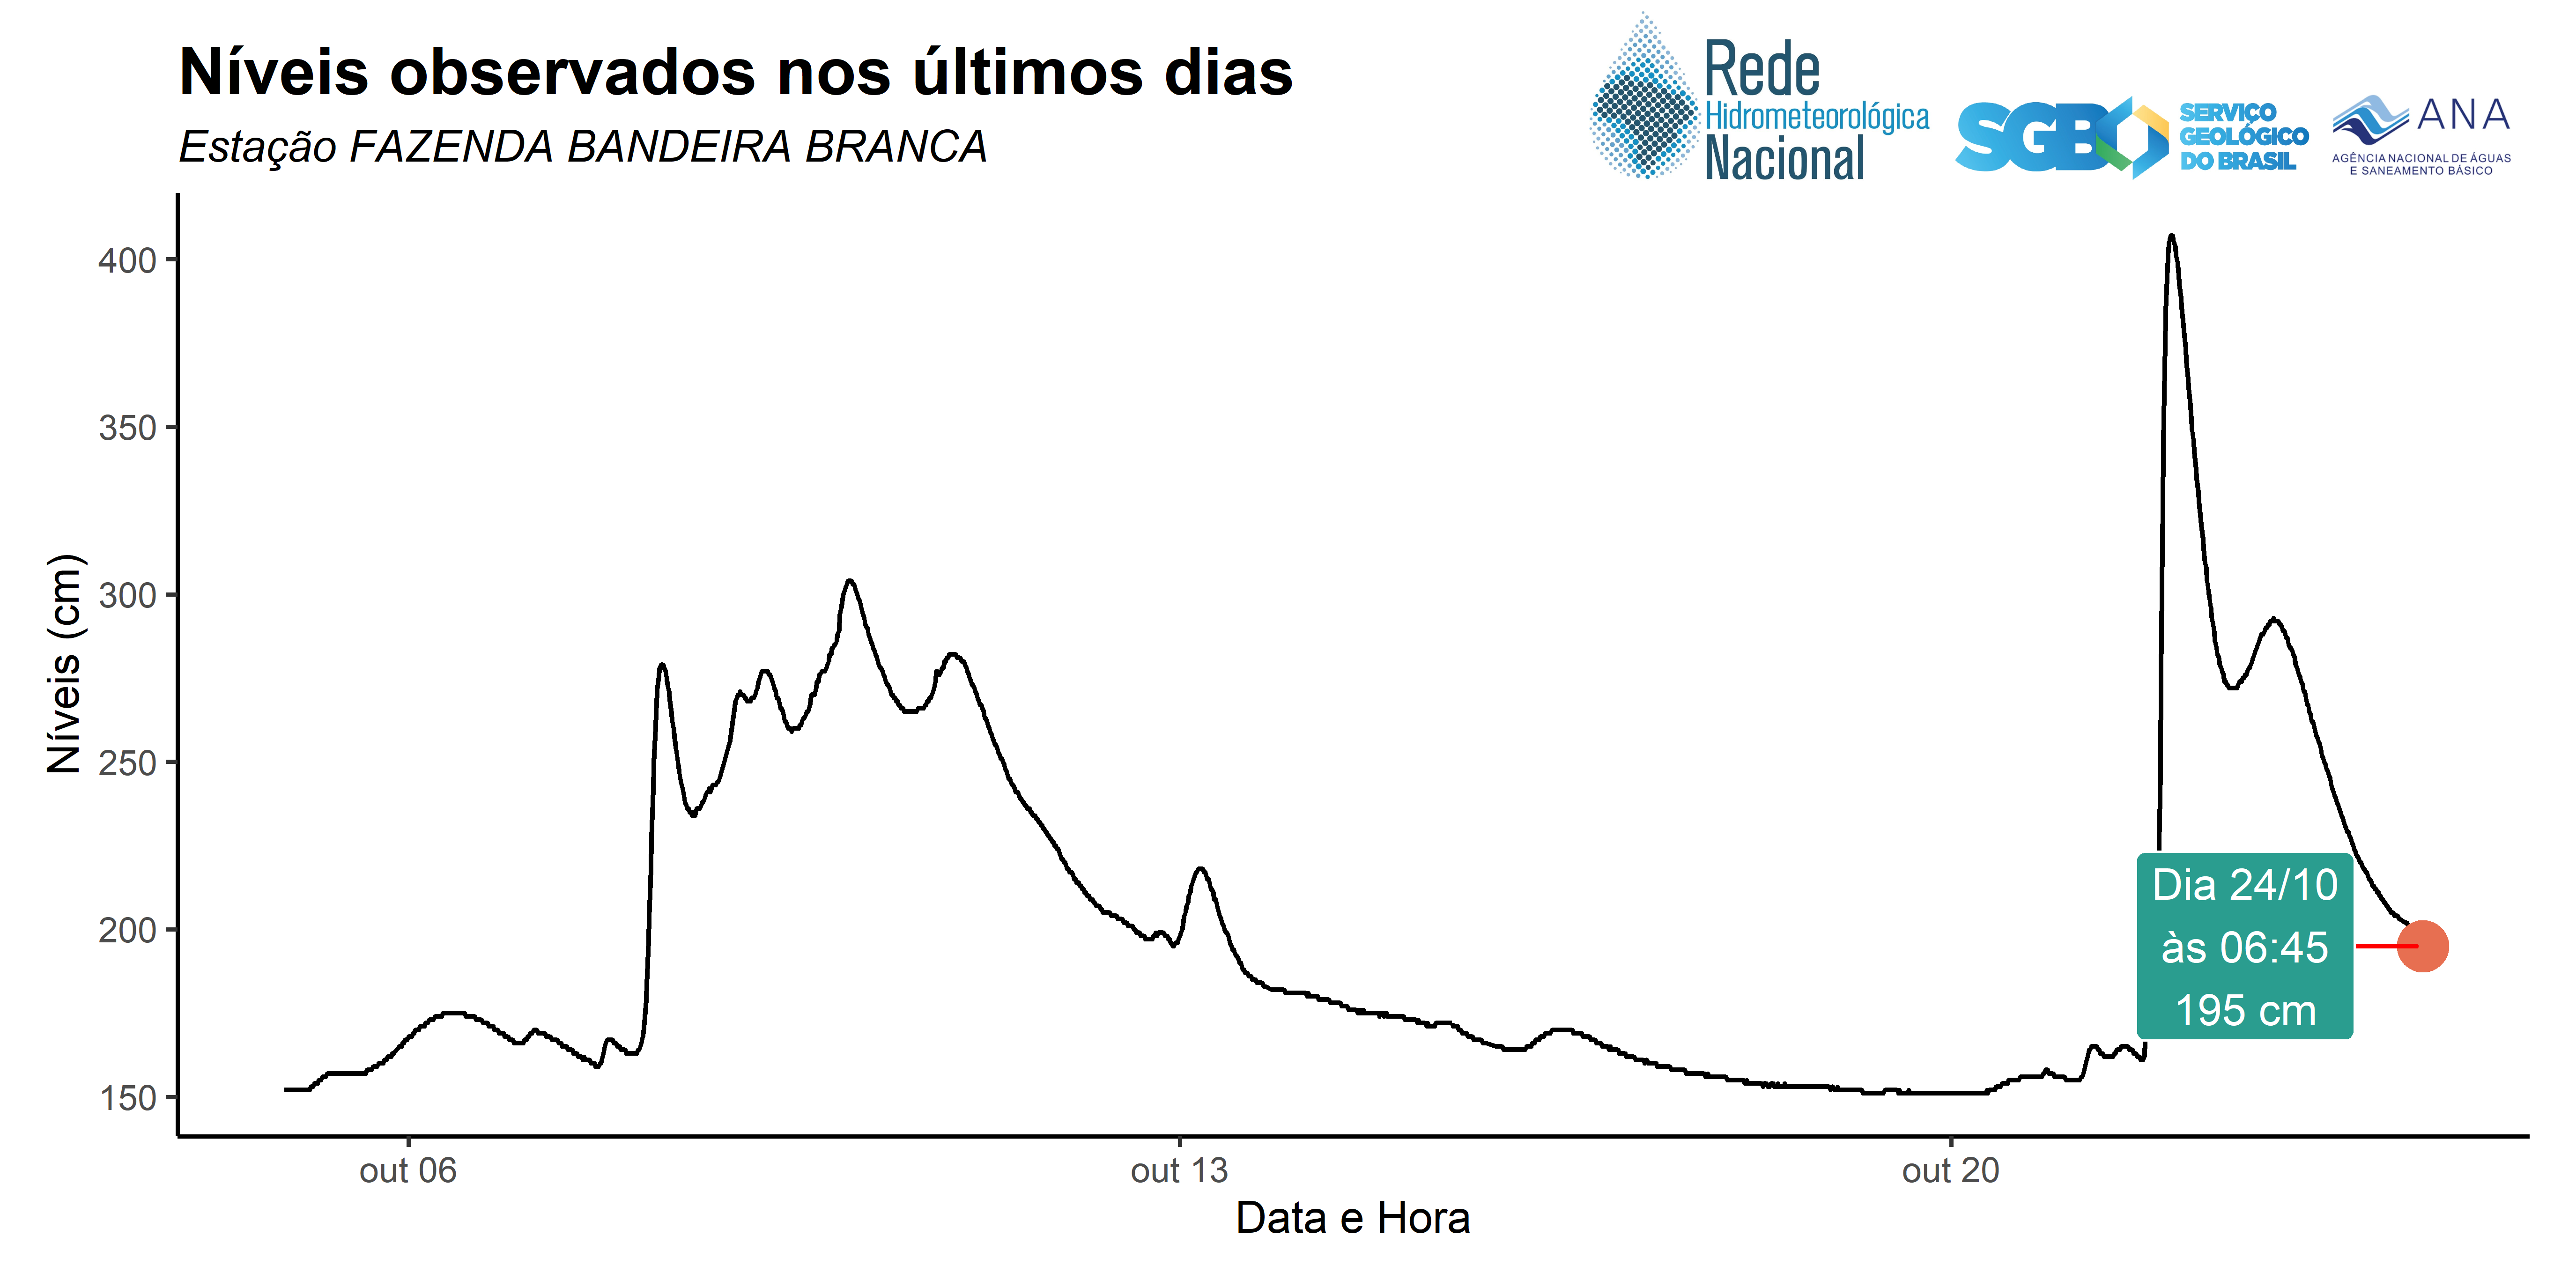 Níveis observados nos últimos dias
Estação FAZENDA BANDEIRA BRANCA
Rede
Hidrometeorológica
Nacional
SGB
SERVIÇO
GEOLÓGICO
DO BRASIL
ANA
AGÊNCIA NACIONAL DE ÁGUAS
E SANEAMENTO BÁSICO
Níveis (cm)
400
350
300
250
200
150
Dia 24/10
às 06:45
195 cm
out 06
out 13
out 20
Data e Hora